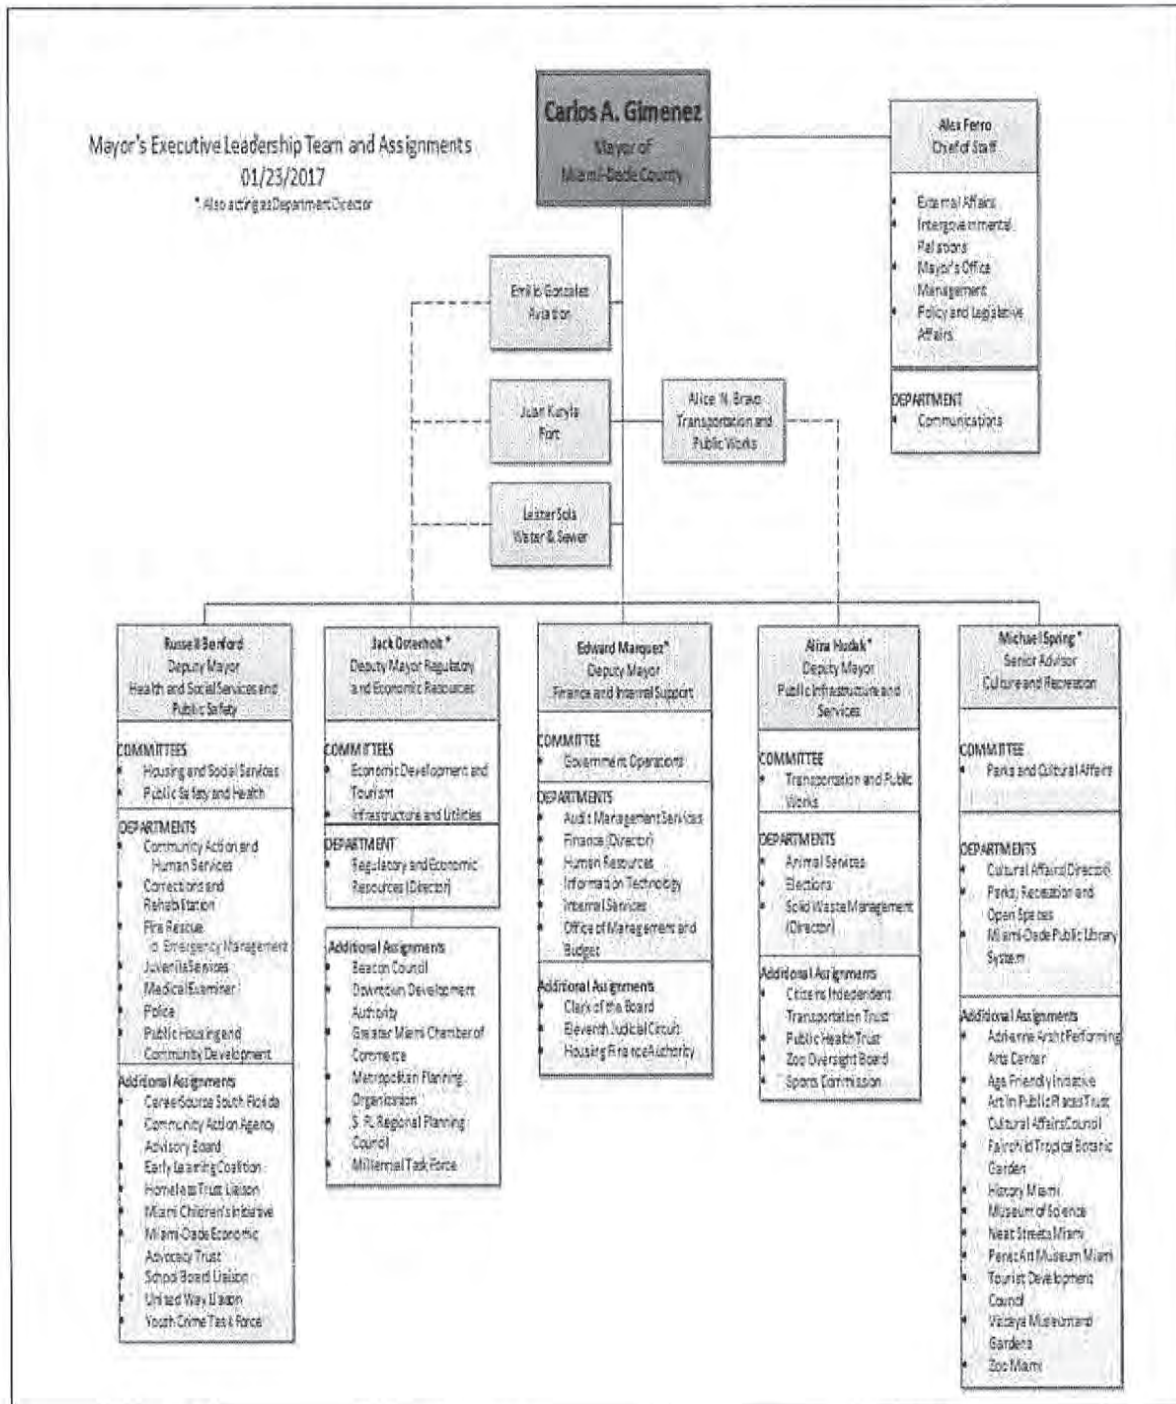 Mayor's Executive Leadership Team and Assignments
01/23/2017
* Also acting as Department Director
Carlos A. Gimenez
Mayor of
Miami-Dade County
Alex Ferro
Chief of Staff
• External Affairs
• Intergovernmental
Relations
• Mayor's Office
Management
• Policy and Legislative
Affairs
DEPARTMENT
• Communications
Emilio Gonzalez
Aviation
Juan Kuryla
Port
Alice N. Bravo
Transportation and
Public Works
Lester Sola
Water & Sewer
Russell Benford
Deputy Mayor
Health and Social Services and
Public Safety
COMMITTEES
• Housing and Social Services
• Public Safety and Health
DEPARTMENTS
• Community Action and
Human Services
• Corrections and
Rehabilitation
• Fire Rescue
o Emergency Management
• Juvenile Services
• Medical Examiner
• Police
• Public Housing and
Community Development
Additional Assignments
• CareerSource South Florida
• Community Action Agency
Advisory Board
• Early Learning Coalition
• Homeless Trust Liaison
• Miami Children's Initiative
• Miami-Dade Economic
Advocacy Trust
• School Board Liaison
• United Way Liaison
• Youth Crime Task Force
Jack Osterholt *
Deputy Mayor Regulatory
and Economic Resources
COMMITTEES
• Economic Development and
Tourism
• Infrastructure and Utilities
DEPARTMENT
• Regulatory and Economic
Resources (Director)
Additional Assignments
• Beacon Council
• Downtown Development
Authority
• Greater Miami Chamber of
Commerce
• Metropolitan Planning
Organization
• S. FL Regional Planning
Council
• Millennial Task Force
Edward Marquez*
Deputy Mayor
Finance and Internal Support
COMMITTEE
• Government Operations
DEPARTMENTS
• Audit Management Services
• Finance (Director)
• Human Resources
• Information Technology
• Internal Services
• Office of Management and
Budget
Additional Assignments
• Clerk of the Board
• Eleventh Judicial Circuit
• Housing Finance Authority
Alina Hudak*
Deputy Mayor
Public Infrastructure and
Services
COMMITTEE
• Transportation and Public
Works
DEPARTMENTS
• Animal Services
• Elections
• Solid Waste Management
(Director)
Additional Assignments
• Citizens Independent
Transportation Trust
• Public Health Trust
• Zoo Oversight Board
• Sports Commission
Michael Spring *
Senior Advisor
Culture and Recreation
COMMITTEE
• Parks and Cultural Affairs
DEPARTMENTS
• Cultural Affairs (Director)
• Parks, Recreation and
Open Spaces
• Miami-Dade Public Library
System
Additional Assignments
• Adrienne Arsht Performing
Arts Center
• Age Friendly Initiative
• Art in Public Places Trust
• Cultural Affairs Council
• Fairchild Tropical Botanic
Garden
• History Miami
• Museum of Science
• Neat Streets Miami
• Perez Art Museum Miami
• Tourist Development
Council
• Vizcaya Museum and
Gardens
• Zoo Miami